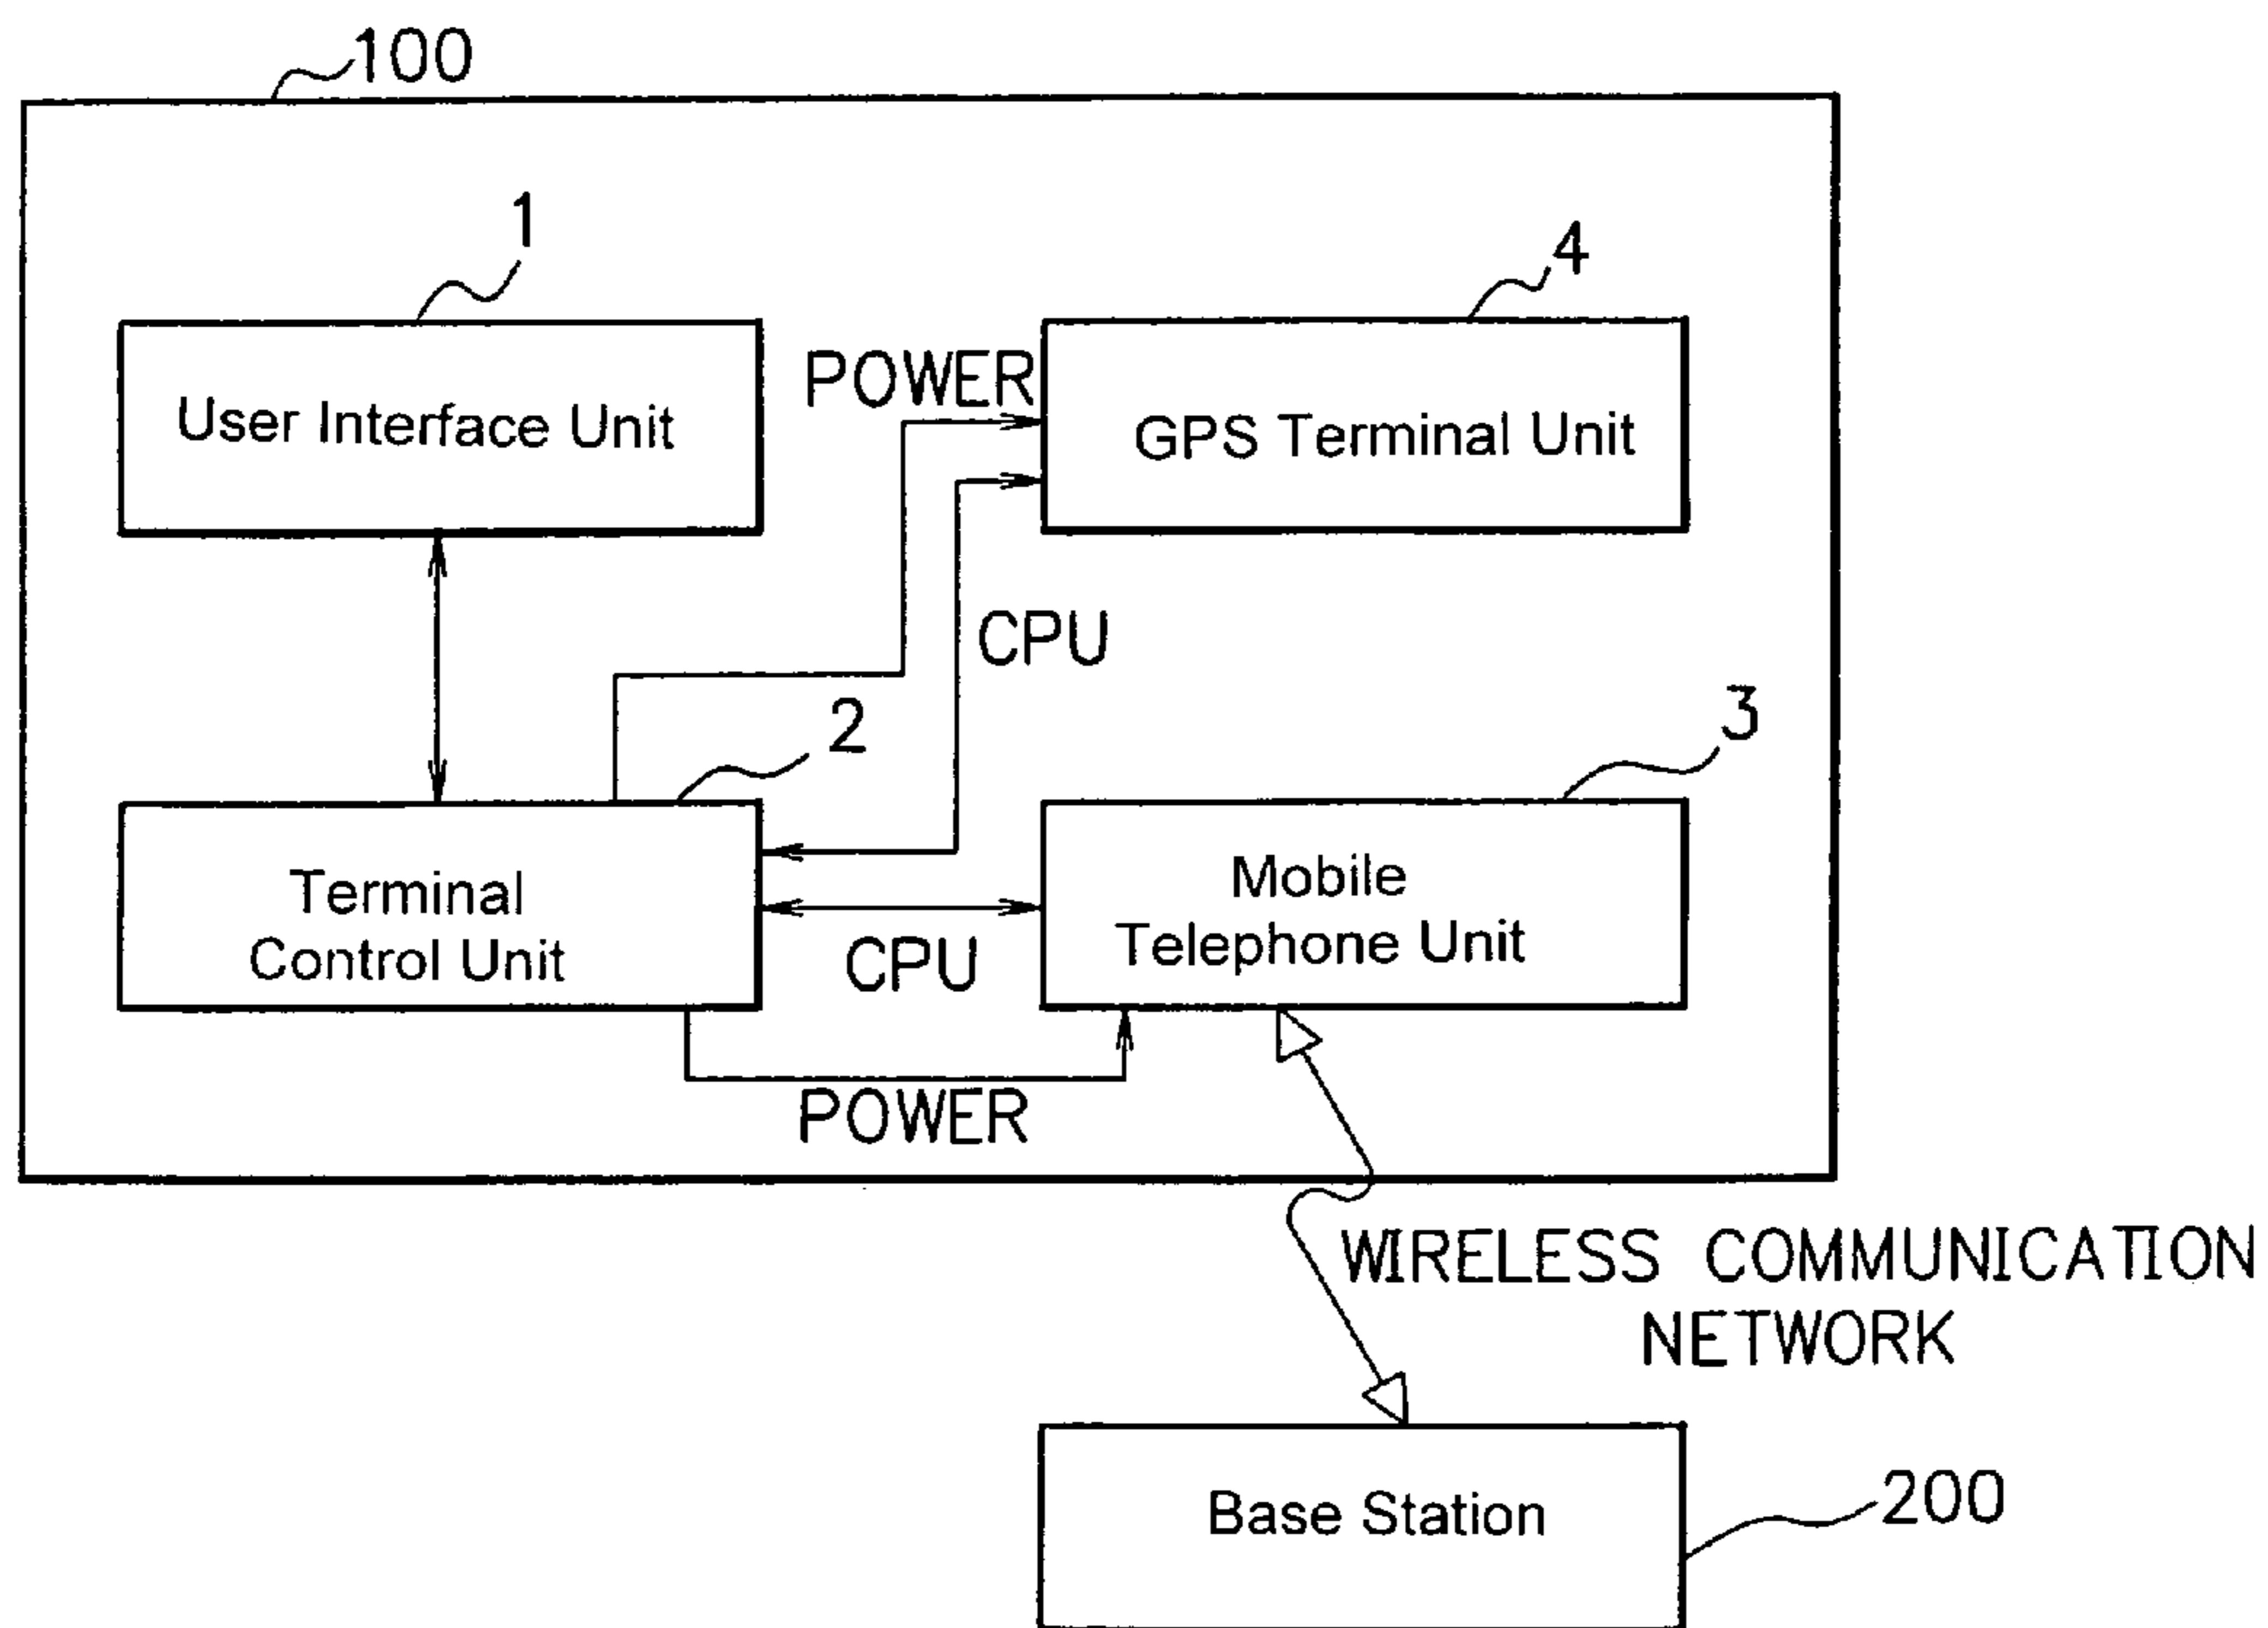 100
1
4
User Interface Unit
POWER
GPS Terminal Unit
CPU
2
3
Terminal
Control Unit
CPU
Mobile
Telephone Unit
POWER
WIRELESS COMMUNICATION
NETWORK
Base Station
200